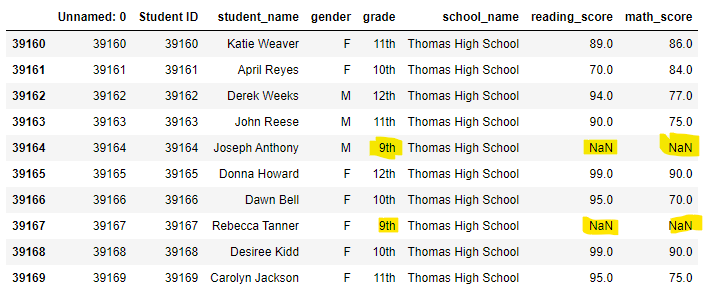 Unnamed: 0 Student ID student_name gender grade school_name reading_score math_score
39160 39160 39160 Katie Weaver F 11th Thomas High School 89.0 86.0
39161 39161 39161 April Reyes F 10th Thomas High School 70.0 84.0
39162 39162 39162 Derek Weeks M 12th Thomas High School 94.0 77.0
39163 39163 39163 John Reese M 11th Thomas High School 90.0 75.0
39164 39164 39164 Joseph Anthony M 9th Thomas High School NaN NaN
39165 39165 39165 Donna Howard F 12th Thomas High School 99.0 90.0
39166 39166 39166 Dawn Bell F 10th Thomas High School 95.0 70.0
39167 39167 39167 Rebecca Tanner F 9th Thomas High School NaN NaN
39168 39168 39168 Desiree Kidd F 10th Thomas High School 99.0 90.0
39169 39169 39169 Carolyn Jackson F 11th Thomas High School 95.0 75.0